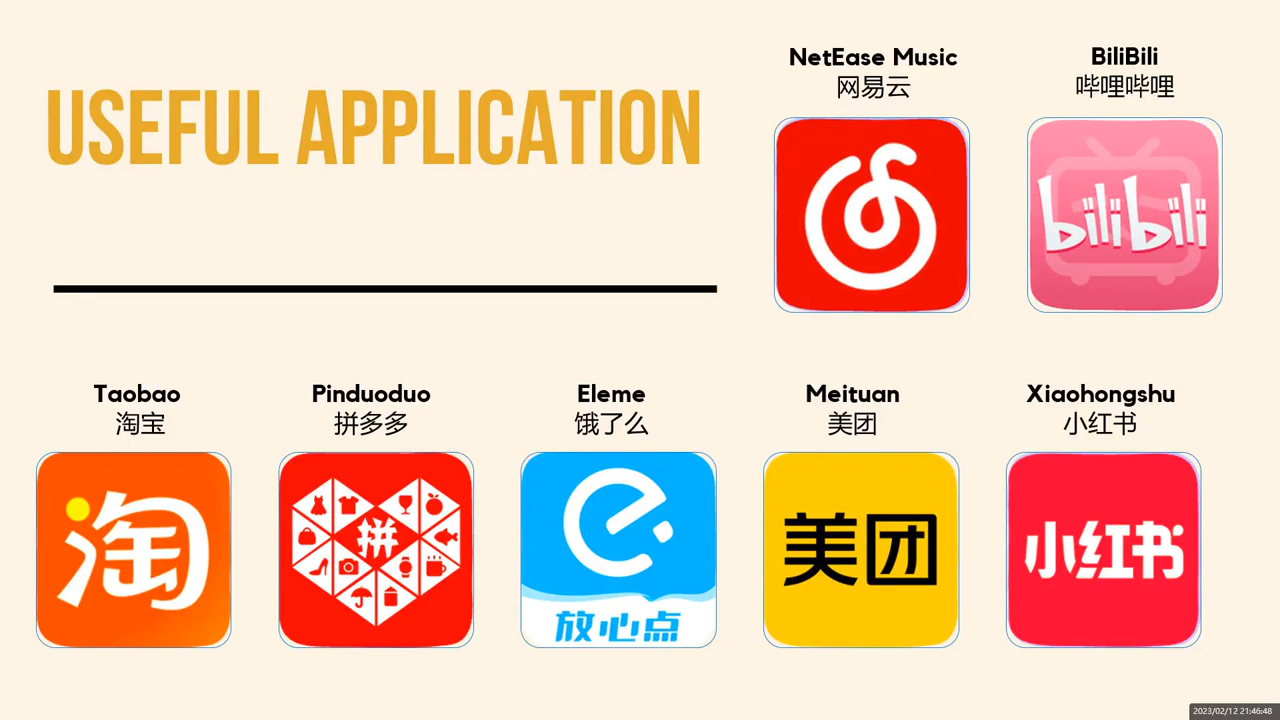 USEFUL APPLICATION
NetEase Music
网易云
BiliBili
哔哩哔哩
bilibili
Taobao
淘宝
淘
Pinduoduo
拼多多
拼
Eleme
饿了么
e
放心点
Meituan
美团
美团
Xiaohongshu
小红书
小红书
2023/02/12 21:46:48